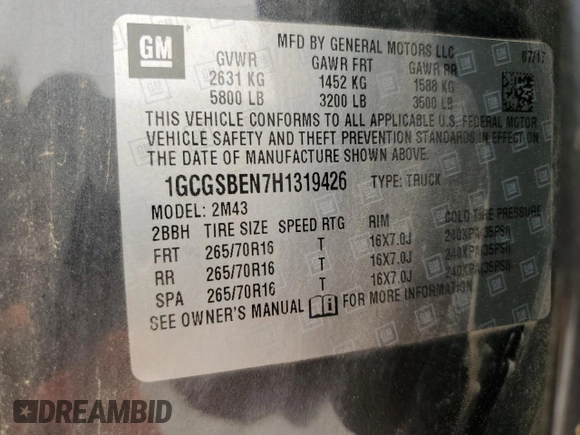 GM
MFD BY GENERAL MOTORS LLC 07/17
GVWR GAWR FRT GAWR RR
2631 KG 1452 KG 1588 KG
5800 LB 3200 LB 3500 LB
THIS VEHICLE CONFORMS TO ALL APPLICABLE U.S. FEDERAL MOTOR
VEHICLE SAFETY AND THEFT PREVENTION STANDARDS IN EFFECT ON
THE DATE OF MANUFACTURE SHOWN ABOVE.
1GCGSBEN7H1319426 TYPE: TRUCK
MODEL: 2M43
2BBH TIRE SIZE SPEED RTG RIM COLD TIRE PRESSURE
FRT 265/70R16 T 16X7.0J 240KPA(35PSI)
RR 265/70R16 T 16X7.0J 240KPA(35PSI)
SPA 265/70R16 T 16X7.0J 240KPA(35PSI)
SEE OWNER'S MANUAL FOR MORE INFORMATION.
DREAMBID